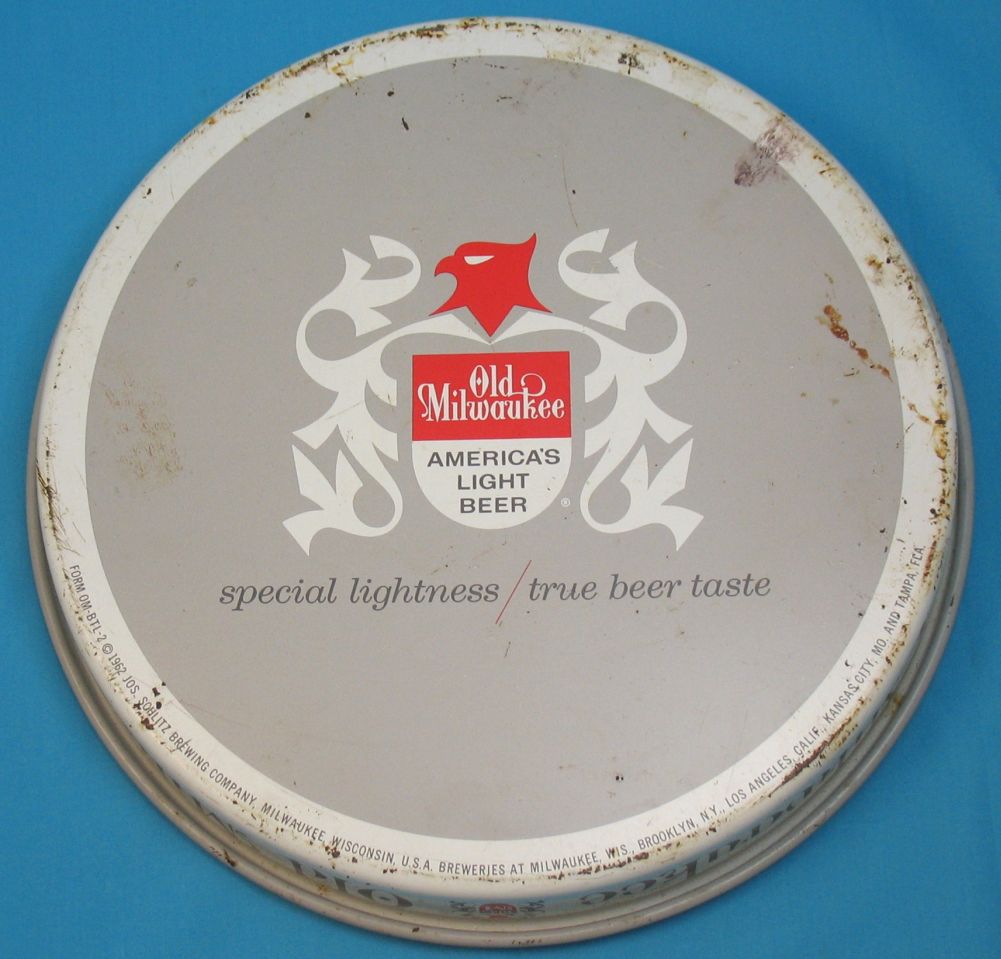 Old
Milwaukee
AMERICA'S
LIGHT
BEER
®
special lightness / true beer taste
FORM OM-BTL-2 © 1962 JOS. SCHLITZ BREWING COMPANY, MILWAUKEE, WISCONSIN, U.S.A. BREWERIES AT MILWAUKEE, WIS., BROOKLYN, N.Y., LOS ANGELES, CALIF., KANSAS CITY, MO. AND TAMPA, FLA.
Old